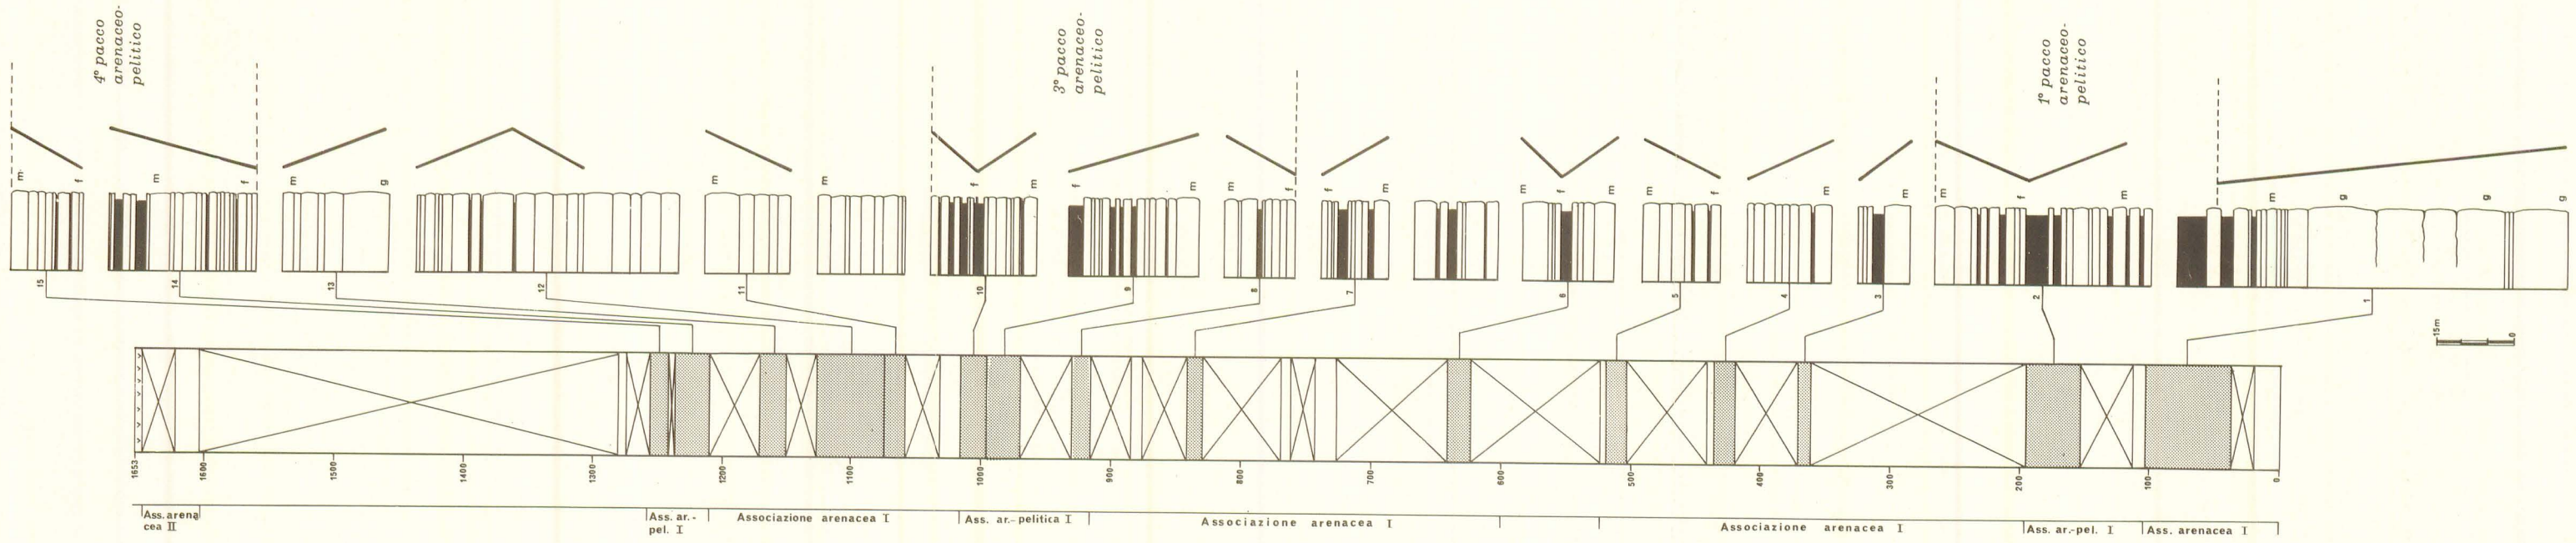 4° pacco
arenaceo-
pelitico
3° pacco
arenaceo-
pelitico
1° pacco
arenaceo-
pelitico
m f m f m g m m f m f m m f f m m f m m f m m f m m g g g
15 14 13 12 11 10 9 8 7 6 5 4 3 2 1
15m 0
1653 1600 1500 1400 1300 1200 1100 1000 900 800 700 600 500 400 300 200 100 0
Ass. arena
cea II
Ass. ar.-
pel. I
Associazione arenacea I
Ass. ar.-pelitica I
Associazione arenacea I
Associazione arenacea I
Ass. ar.-pel. I
Ass. arenacea I